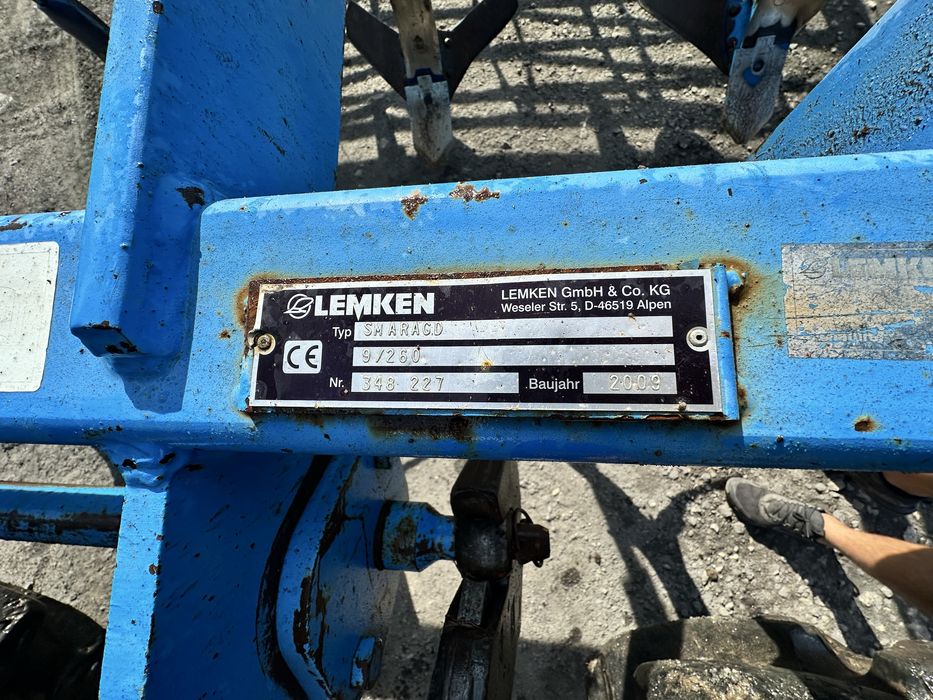 LEMKEN
LEMKEN GmbH & Co. KG
Weseler Str. 5, D-46519 Alpen
Typ SMARAGD
9/260
CE
Nr. 348 227 Baujahr 2009
LEMKEN